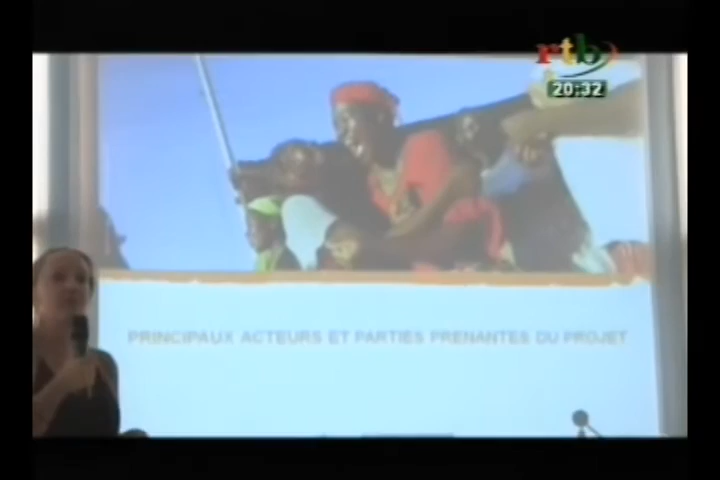 rtb
20:32
PRINCIPAUX ACTEURS ET PARTIES PRENANTES DU PROJET